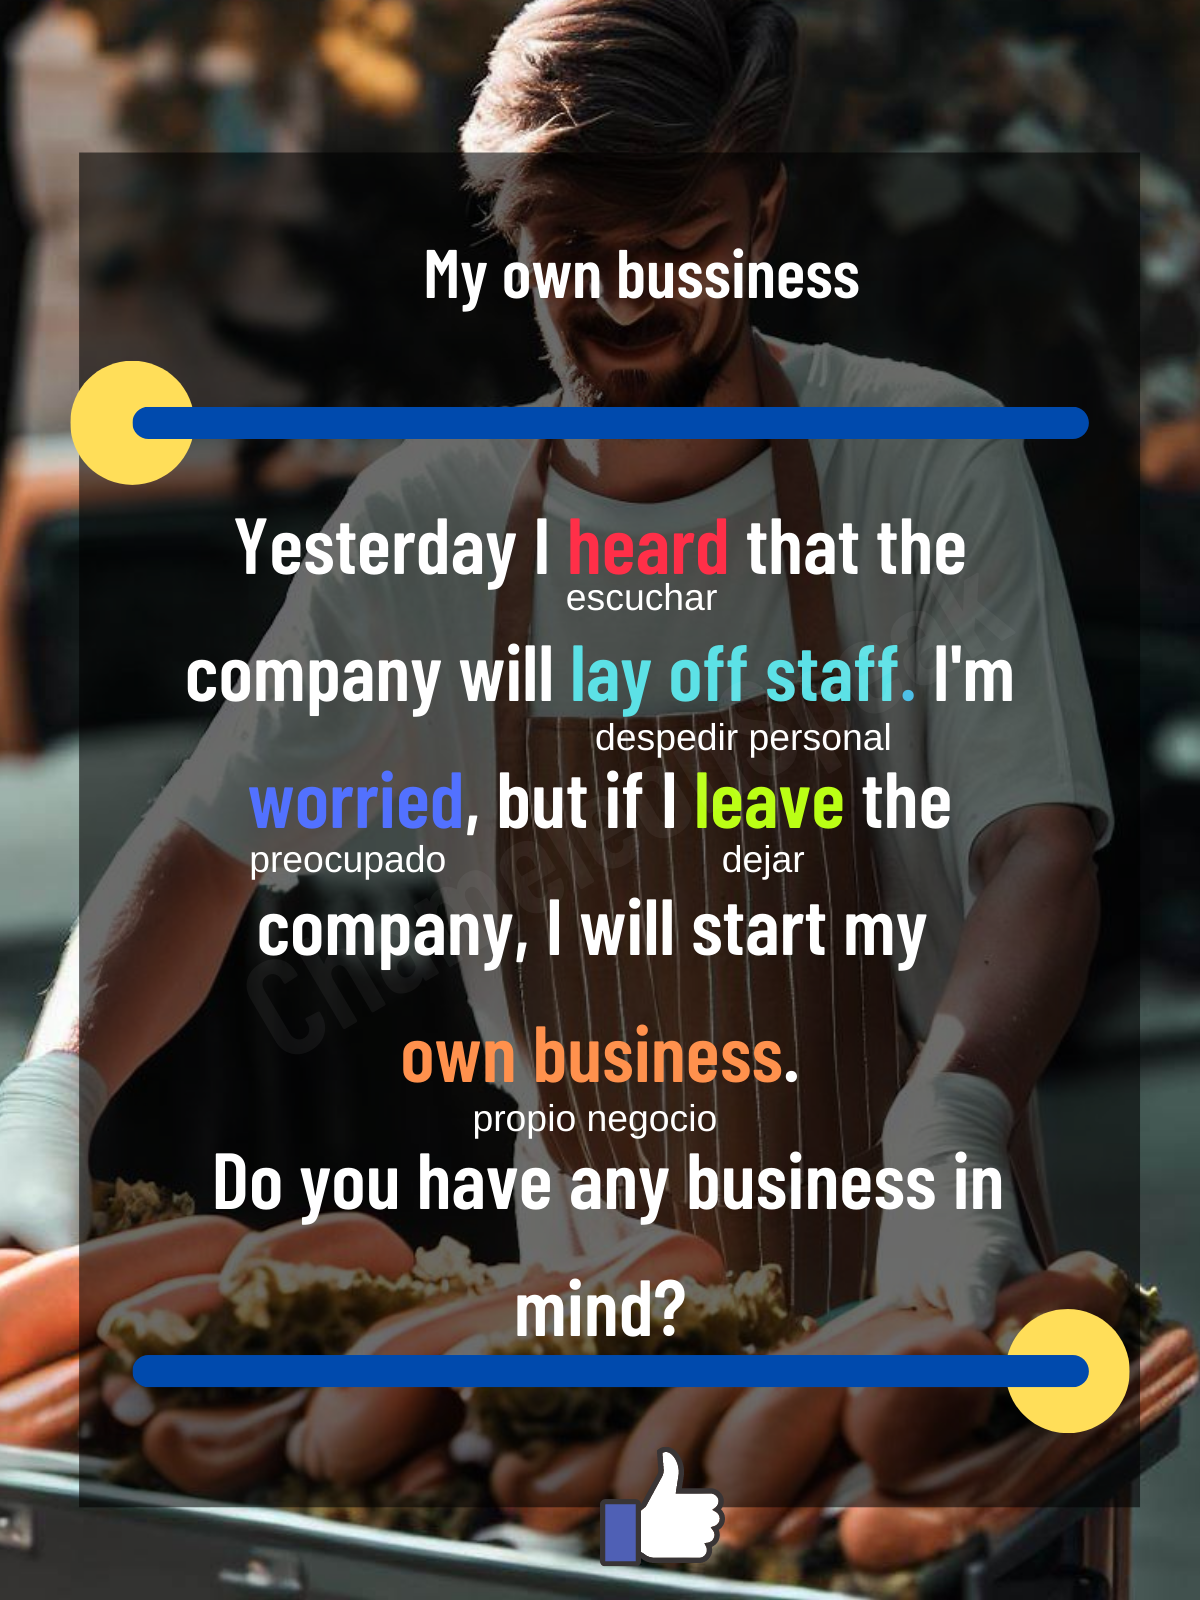 My own bussiness
Yesterday I heard that the
escuchar
company will lay off staff. I'm
despedir personal
worried, but if I leave the
preocupado dejar
company, I will start my
own business.
propio negocio
Do you have any business in
mind?